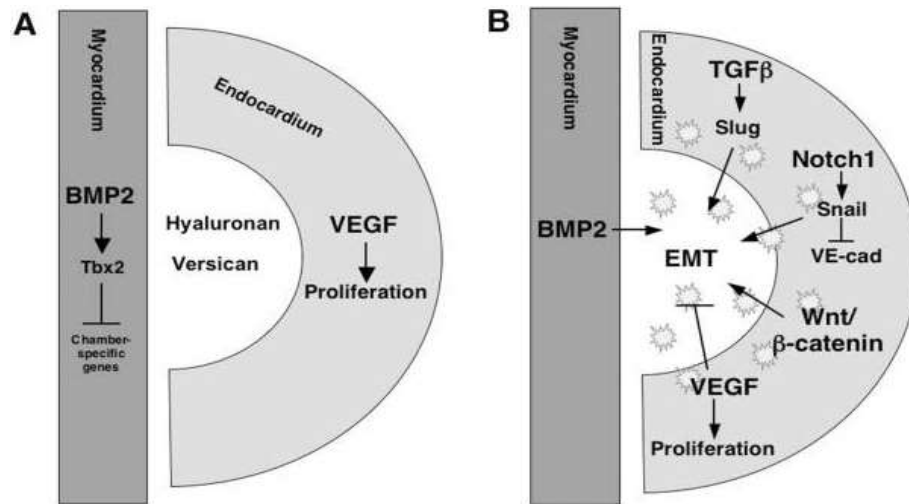 A
Myocardium
BMP2
Tbx2
Chamber-
specific
genes
Endocardium
Hyaluronan
Versican
VEGF
Proliferation
B
Myocardium
BMP2
Endocardium
TGFβ
Slug
Notch1
Snail
VE-cad
EMT
Wnt/
β-catenin
VEGF
Proliferation